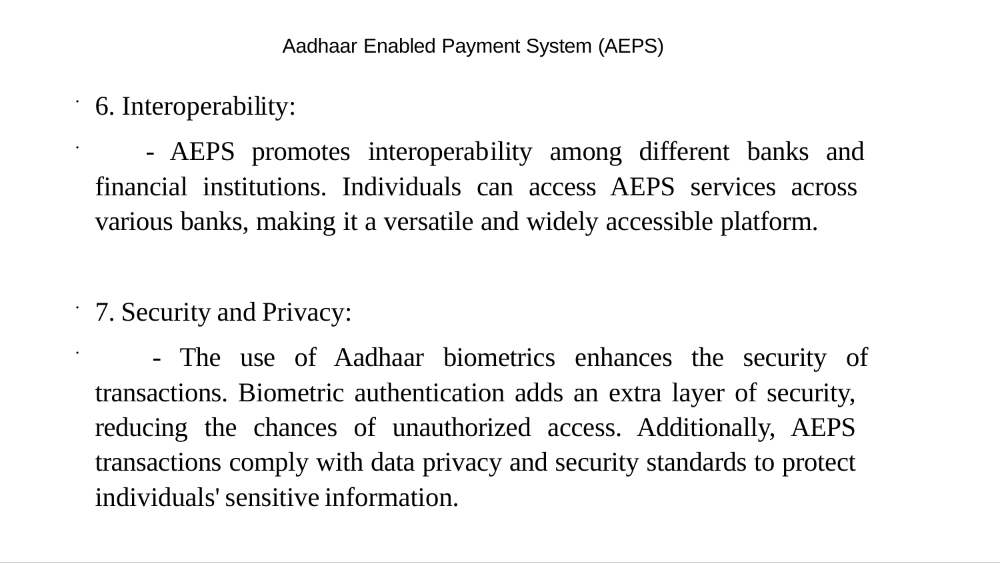 Aadhaar Enabled Payment System (AEPS)
• 6. Interoperability:
• - AEPS promotes interoperability among different banks and
financial institutions. Individuals can access AEPS services across
various banks, making it a versatile and widely accessible platform.
• 7. Security and Privacy:
• - The use of Aadhaar biometrics enhances the security of
transactions. Biometric authentication adds an extra layer of security,
reducing the chances of unauthorized access. Additionally, AEPS
transactions comply with data privacy and security standards to protect
individuals' sensitive information.